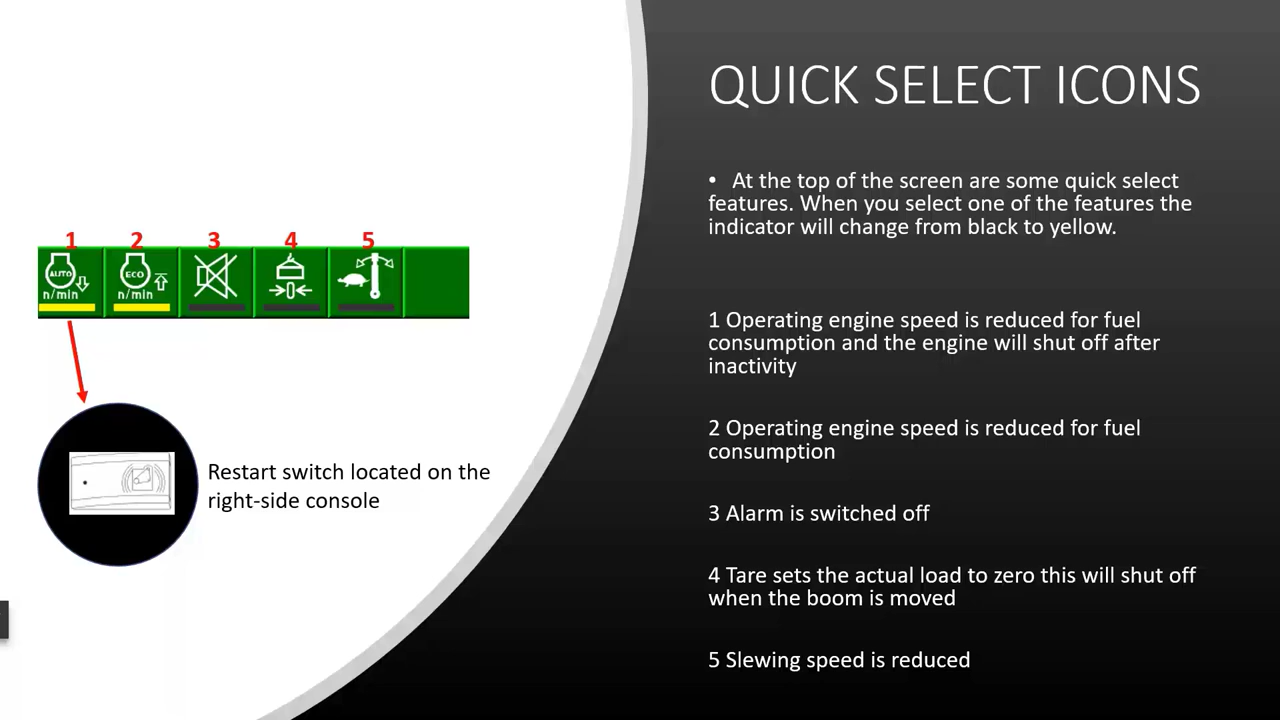 QUICK SELECT ICONS
• At the top of the screen are some quick select
features. When you select one of the features the
indicator will change from black to yellow.
1 2 3 4 5
AUTO ECO
n/min n/min
1 Operating engine speed is reduced for fuel
consumption and the engine will shut off after
inactivity
2 Operating engine speed is reduced for fuel
consumption
Restart switch located on the
right-side console
3 Alarm is switched off
4 Tare sets the actual load to zero this will shut off
when the boom is moved
5 Slewing speed is reduced